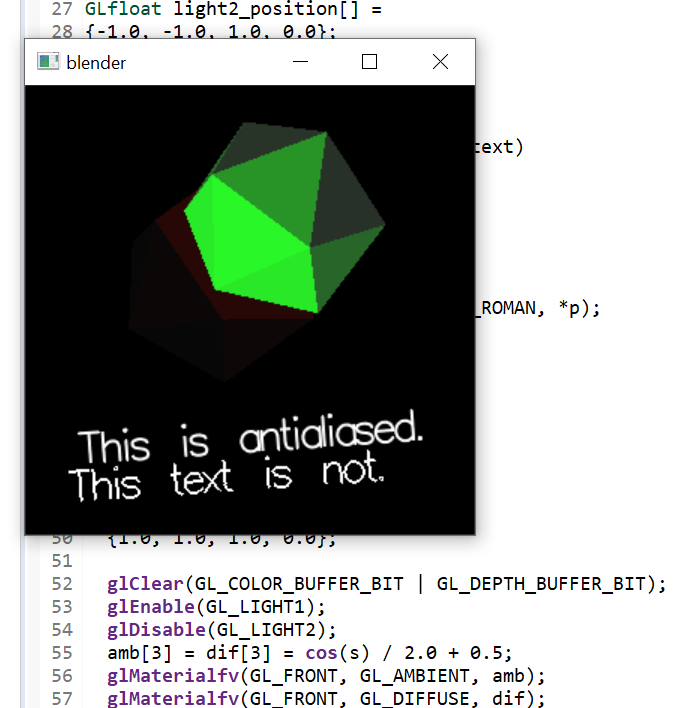 27 GLfloat light2_position[] =
28 {-1.0, -1.0, 1.0, 0.0};
blender
text)
_ROMAN, *p);
This is antialiased.
This text is not.
50 {1.0, 1.0, 1.0, 0.0};
51
52 glClear(GL_COLOR_BUFFER_BIT | GL_DEPTH_BUFFER_BIT);
53 glEnable(GL_LIGHT1);
54 glDisable(GL_LIGHT2);
55 amb[3] = dif[3] = cos(s) / 2.0 + 0.5;
56 glMaterialfv(GL_FRONT, GL_AMBIENT, amb);
57 glMaterialfv(GL_FRONT, GL_DIFFUSE, dif);